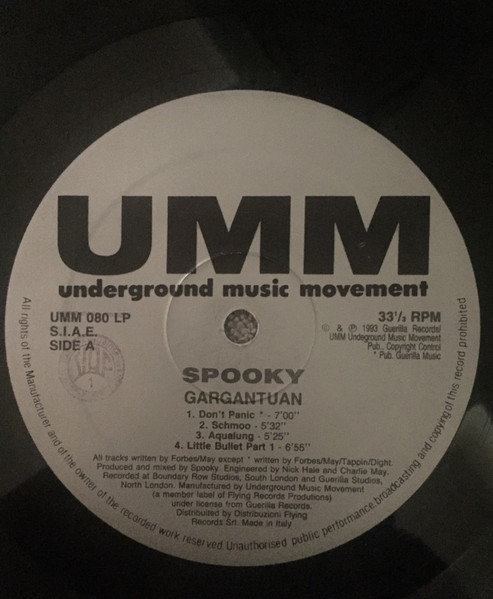 UMM
underground music movement
UMM 080 LP
S.I.A.E.
SIDE A
33⅓ RPM
© & ℗ 1993 Guerilla Records/
UMM Underground Music Movement
Pub. Copyright Control
* Pub. Guerilla Music
SPOOKY
GARGANTUAN
1. Don't Panic * - 7'00"
2. Schmoo - 5'32"
3. Aqualung - 5'25"
4. Little Bullet Part 1 - 6'55"
All tracks written by Forbes/May except * written by Forbes/May/Tappin/Dight.
Produced and mixed by Spooky. Engineered by Nick Hale and Charlie May.
Recorded at Boundary Row Studios, South London and Guerilla Studios,
North London. Manufactured by Underground Music Movement
(a member label of Flying Records Produtions)
under license from Guerilla Records.
Distribuited by Distribuzioni Flying
Records Srl. Made in Italy
All rights of the Manufacturer and of the owner of the recorded work reserved. Unauthorised public performance, broadcasting and copying of this record prohibited